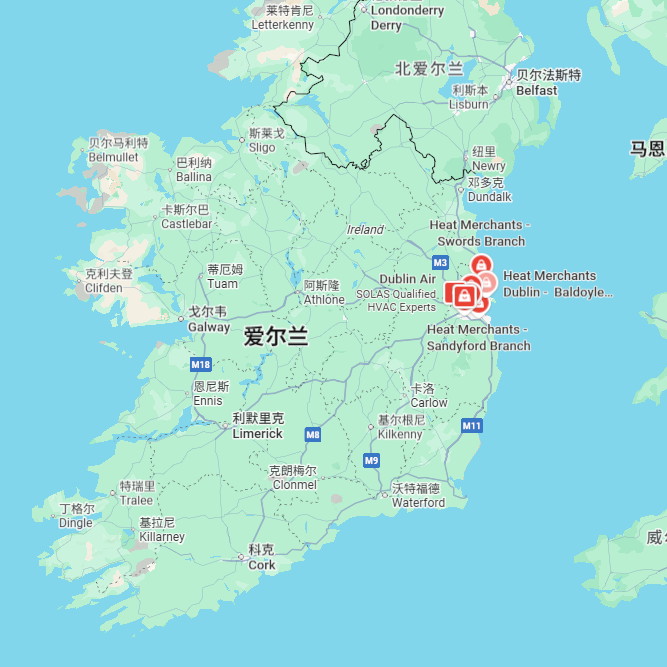 莱特肯尼
Letterkenny
Londonderry
Derry
北爱尔兰
贝尔法斯特
Belfast
利斯本
Lisburn
斯莱戈
Sligo
贝尔马利特
Belmullet
巴利纳
Ballina
纽里
Newry
马恩
邓多克
Dundalk
卡斯尔巴
Castlebar
Ireland
Heat Merchants -
Swords Branch
M3
克利夫登
Clifden
蒂厄姆
Tuam
阿斯隆
Athlone
Dublin Air
SOLAS Qualified
HVAC Experts
Heat Merchants
Dublin - Baldoyle...
戈尔韦
Galway
爱尔兰
Heat Merchants -
Sandyford Branch
M18
恩尼斯
Ennis
卡洛
Carlow
利默里克
Limerick
M8
基尔根尼
Kilkenny
M11
M9
克朗梅尔
Clonmel
特瑞里
Tralee
沃特福德
Waterford
丁格尔
Dingle
基拉尼
Killarney
科克
Cork